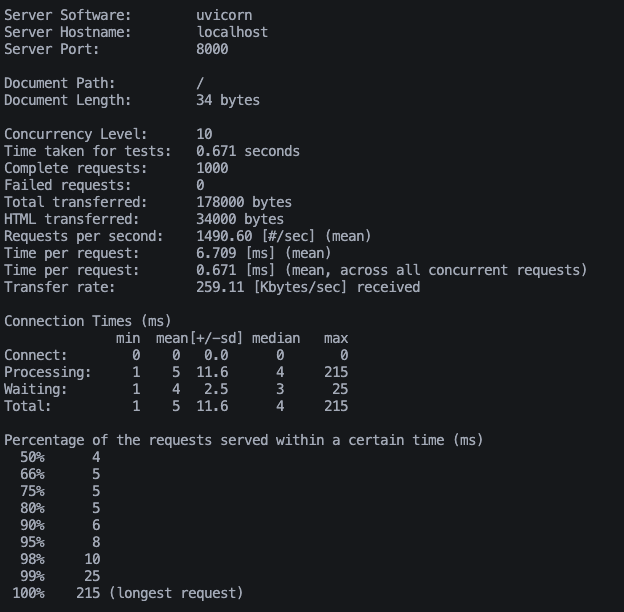 Server Software:        uvicorn
Server Hostname:        localhost
Server Port:            8000

Document Path:          /
Document Length:        34 bytes

Concurrency Level:      10
Time taken for tests:   0.671 seconds
Complete requests:      1000
Failed requests:        0
Total transferred:      178000 bytes
HTML transferred:       34000 bytes
Requests per second:    1490.60 [#/sec] (mean)
Time per request:       6.709 [ms] (mean)
Time per request:       0.671 [ms] (mean, across all concurrent requests)
Transfer rate:          259.11 [Kbytes/sec] received

Connection Times (ms)
              min  mean[+/-sd] median   max
Connect:        0    0   0.0      0       0
Processing:     1    5  11.6      4     215
Waiting:        1    4   2.5      3      25
Total:          1    5  11.6      4     215

Percentage of the requests served within a certain time (ms)
  50%      4
  66%      5
  75%      5
  80%      5
  90%      6
  95%      8
  98%     10
  99%     25
 100%    215 (longest request)